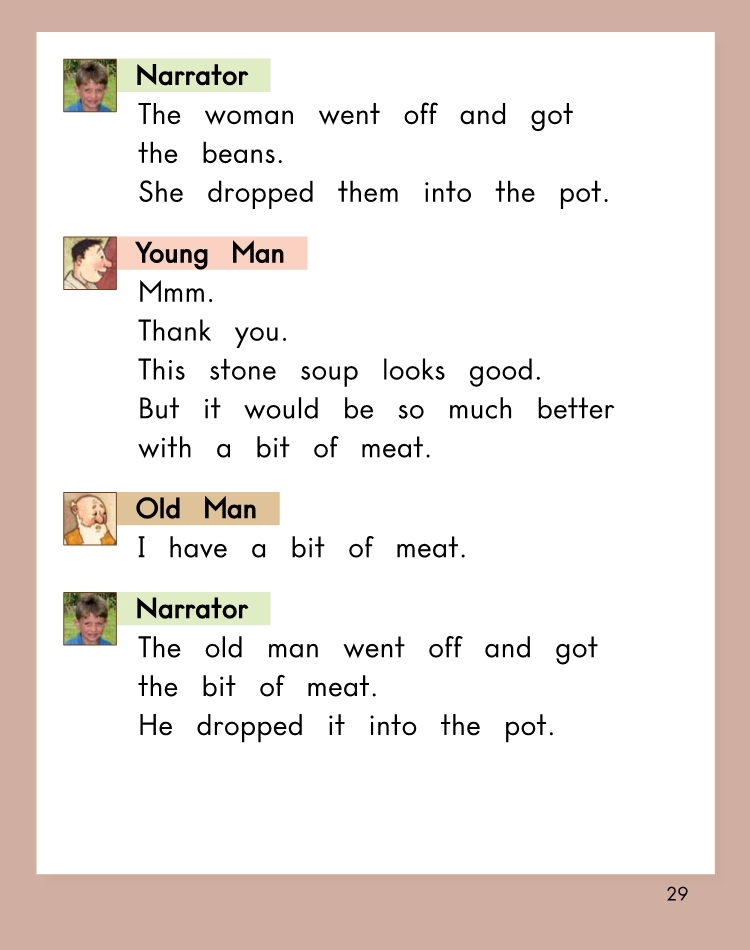 Narrator
The woman went off and got
the beans.
She dropped them into the pot.
Young Man
Mmm.
Thank you.
This stone soup looks good.
But it would be so much better
with a bit of meat.
Old Man
I have a bit of meat.
Narrator
The old man went off and got
the bit of meat.
He dropped it into the pot.
29